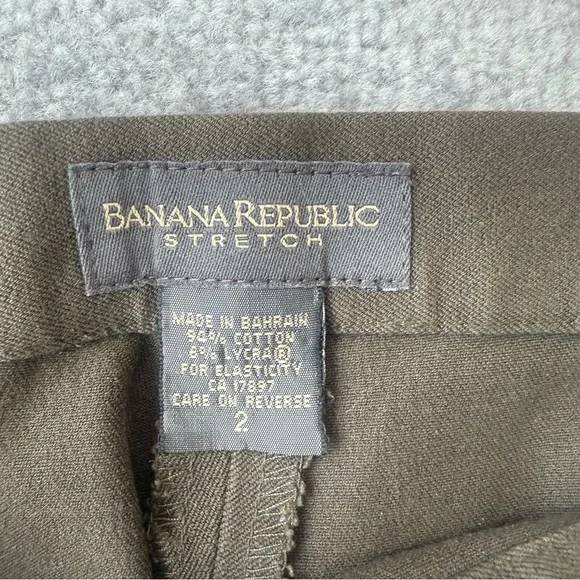 BANANA REPUBLIC
STRETCH
MADE IN BAHRAIN
94% COTTON
6% LYCRA®
FOR ELASTICITY
CA 17897
CARE ON REVERSE
2